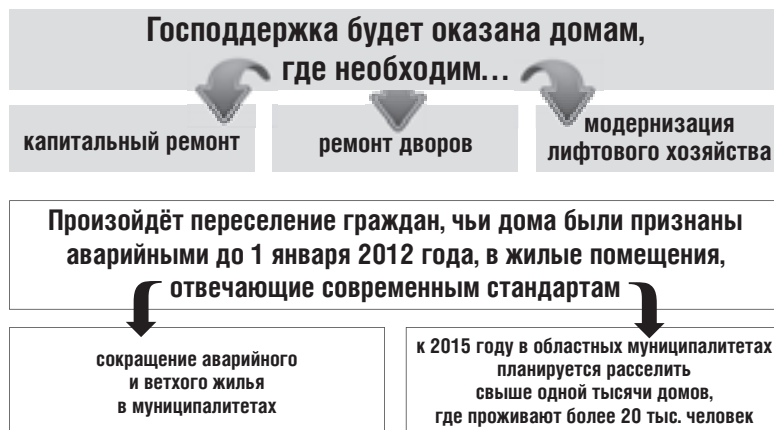 Господдержка будет оказана домам,
где необходим…
капитальный ремонт
ремонт дворов
модернизация
лифтового хозяйства
Произойдёт переселение граждан, чьи дома были признаны
аварийными до 1 января 2012 года, в жилые помещения,
отвечающие современным стандартам
сокращение аварийного
и ветхого жилья
в муниципалитетах
к 2015 году в областных муниципалитетах
планируется расселить
свыше одной тысячи домов,
где проживают более 20 тыс. человек